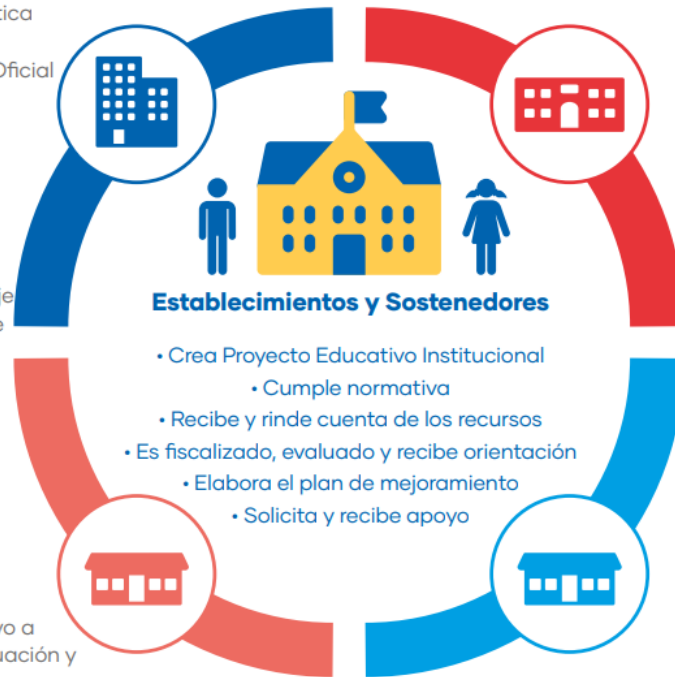 Oficial
Establecimientos y Sostenedores
• Crea Proyecto Educativo Institucional
• Cumple normativa
• Recibe y rinde cuenta de los recursos
• Es fiscalizado, evaluado y recibe orientación
• Elabora el plan de mejoramiento
• Solicita y recibe apoyo
a
y